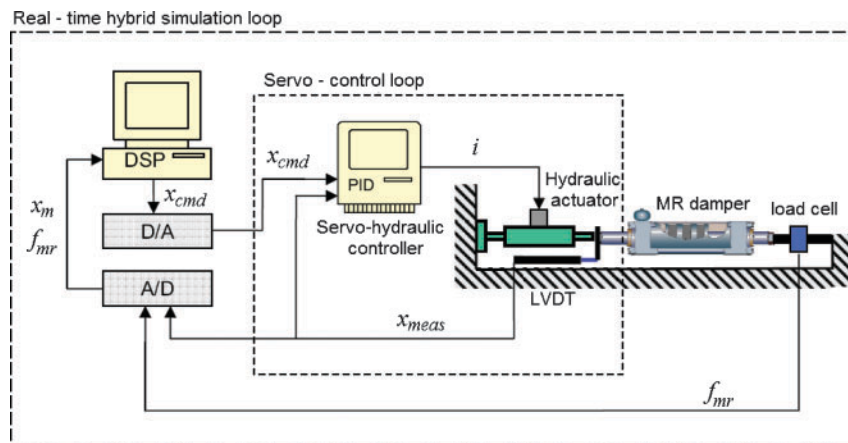 Real - time hybrid simulation loop
Servo - control loop
DSP
x_cmd
x_m
f_mr
D/A
A/D
x_cmd
PID
Servo-hydraulic
controller
i
Hydraulic
actuator
MR damper
load cell
LVDT
x_meas
f_mr